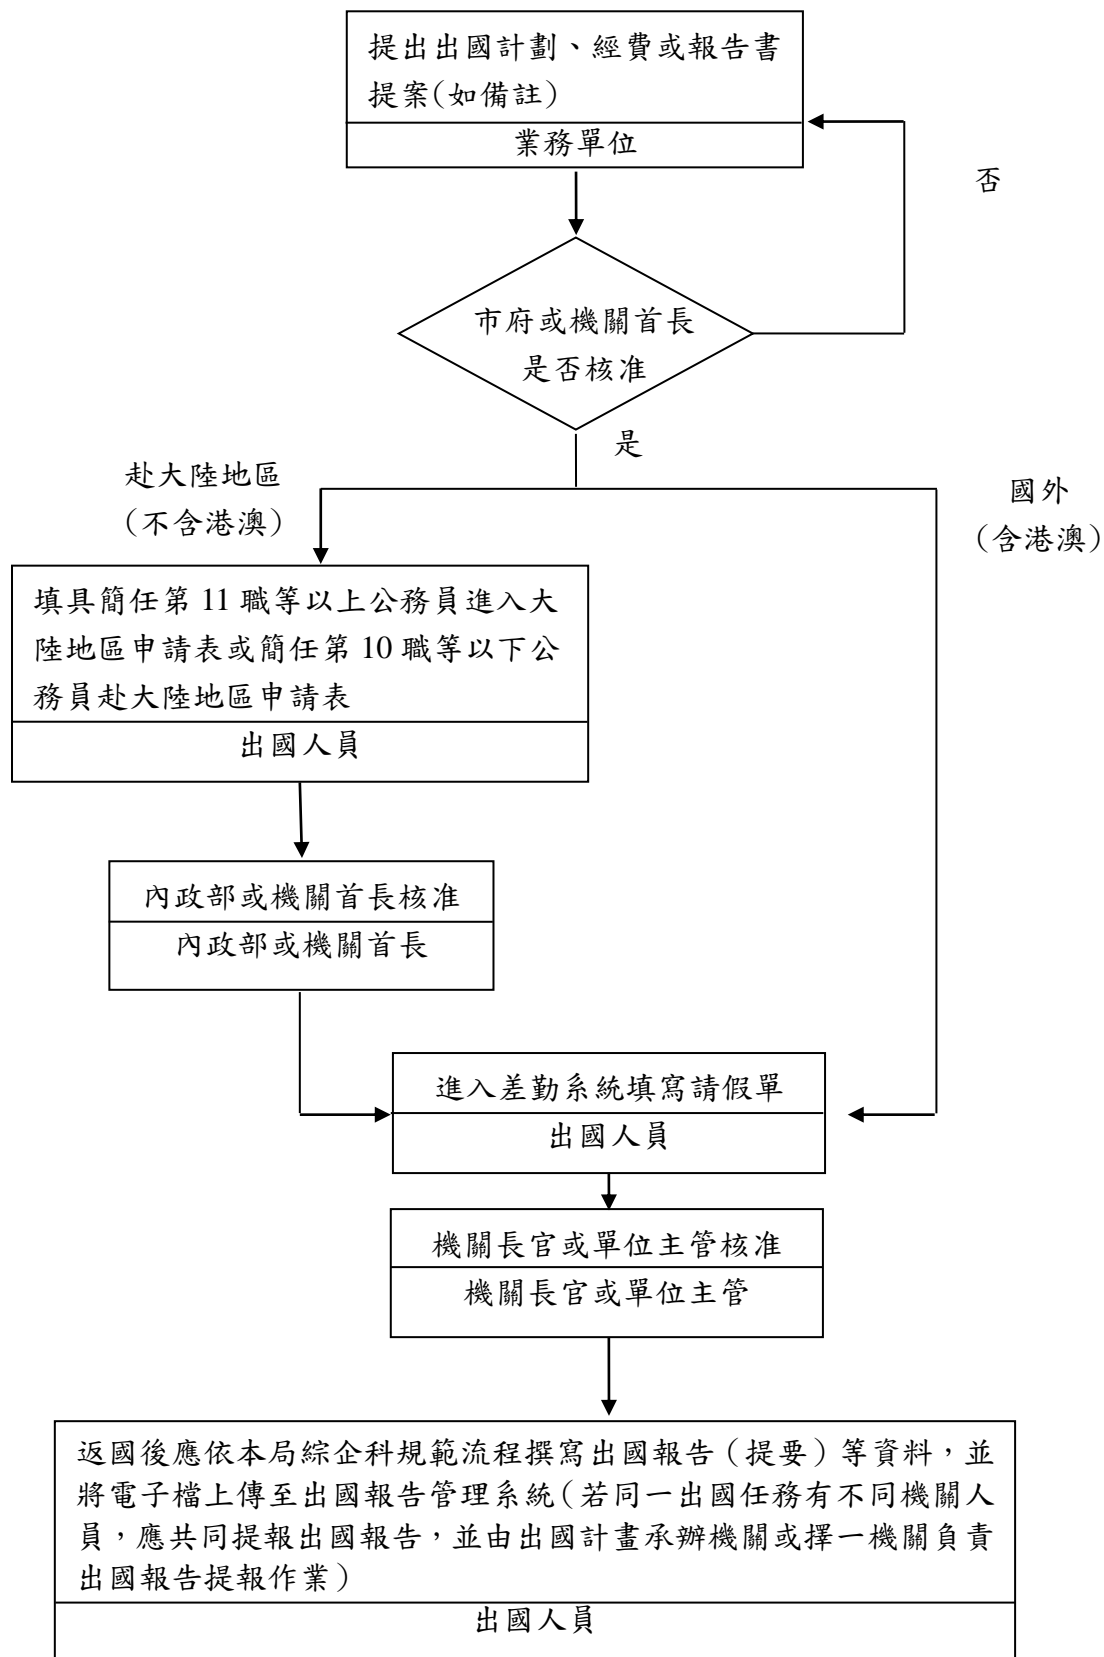 提出出國計劃、經費或報告書
提案(如備註)
業務單位
否
市府或機關首長
是否核准
是
赴大陸地區
(不含港澳)
國外
(含港澳)
填具簡任第 11 職等以上公務員進入大
陸地區申請表或簡任第 10 職等以下公
務員赴大陸地區申請表
出國人員
內政部或機關首長核准
內政部或機關首長
進入差勤系統填寫請假單
出國人員
機關長官或單位主管核准
機關長官或單位主管
返國後應依本局綜企科規範流程撰寫出國報告(提要)等資料,並
將電子檔上傳至出國報告管理系統(若同一出國任務有不同機關人
員,應共同提報出國報告,並由出國計畫承辦機關或擇一機關負責
出國報告提報作業)
出國人員